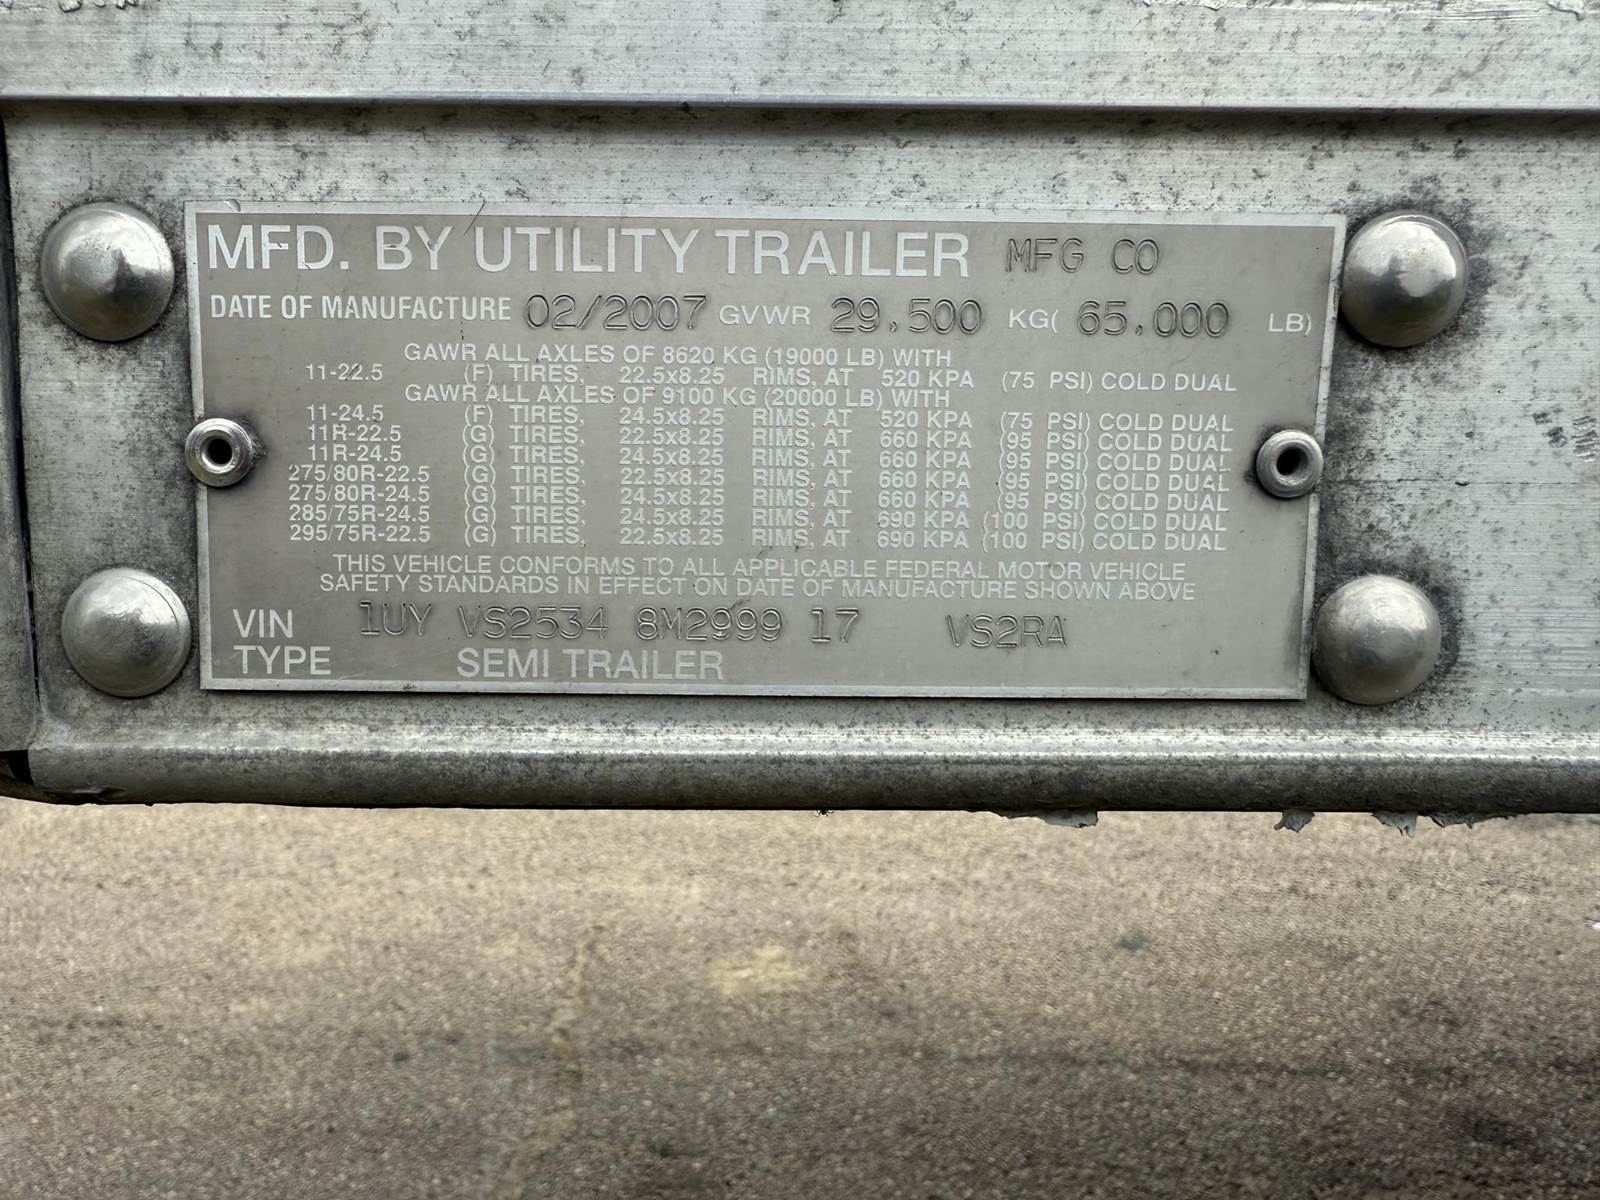 MFD. BY UTILITY TRAILER MFG CO
DATE OF MANUFACTURE 02/2007 GVWR 29,500 KG( 65,000 LB)
GAWR ALL AXLES OF 8620 KG (19000 LB) WITH
11-22.5 (F) TIRES, 22.5x8.25 RIMS, AT 520 KPA (75 PSI) COLD DUAL
GAWR ALL AXLES OF 9100 KG (20000 LB) WITH
11-24.5 (F) TIRES, 24.5x8.25 RIMS, AT 520 KPA (75 PSI) COLD DUAL
11R-22.5 (G) TIRES, 22.5x8.25 RIMS, AT 660 KPA (95 PSI) COLD DUAL
11R-24.5 (G) TIRES, 24.5x8.25 RIMS, AT 660 KPA (95 PSI) COLD DUAL
275/80R-22.5 (G) TIRES, 22.5x8.25 RIMS, AT 660 KPA (95 PSI) COLD DUAL
275/80R-24.5 (G) TIRES, 24.5x8.25 RIMS, AT 660 KPA (95 PSI) COLD DUAL
285/75R-24.5 (G) TIRES, 24.5x8.25 RIMS, AT 690 KPA (100 PSI) COLD DUAL
295/75R-22.5 (G) TIRES, 22.5x8.25 RIMS, AT 690 KPA (100 PSI) COLD DUAL
THIS VEHICLE CONFORMS TO ALL APPLICABLE FEDERAL MOTOR VEHICLE
SAFETY STANDARDS IN EFFECT ON DATE OF MANUFACTURE SHOWN ABOVE
VIN 1UY VS2534 8M2999 17 VS2RA
TYPE SEMI TRAILER